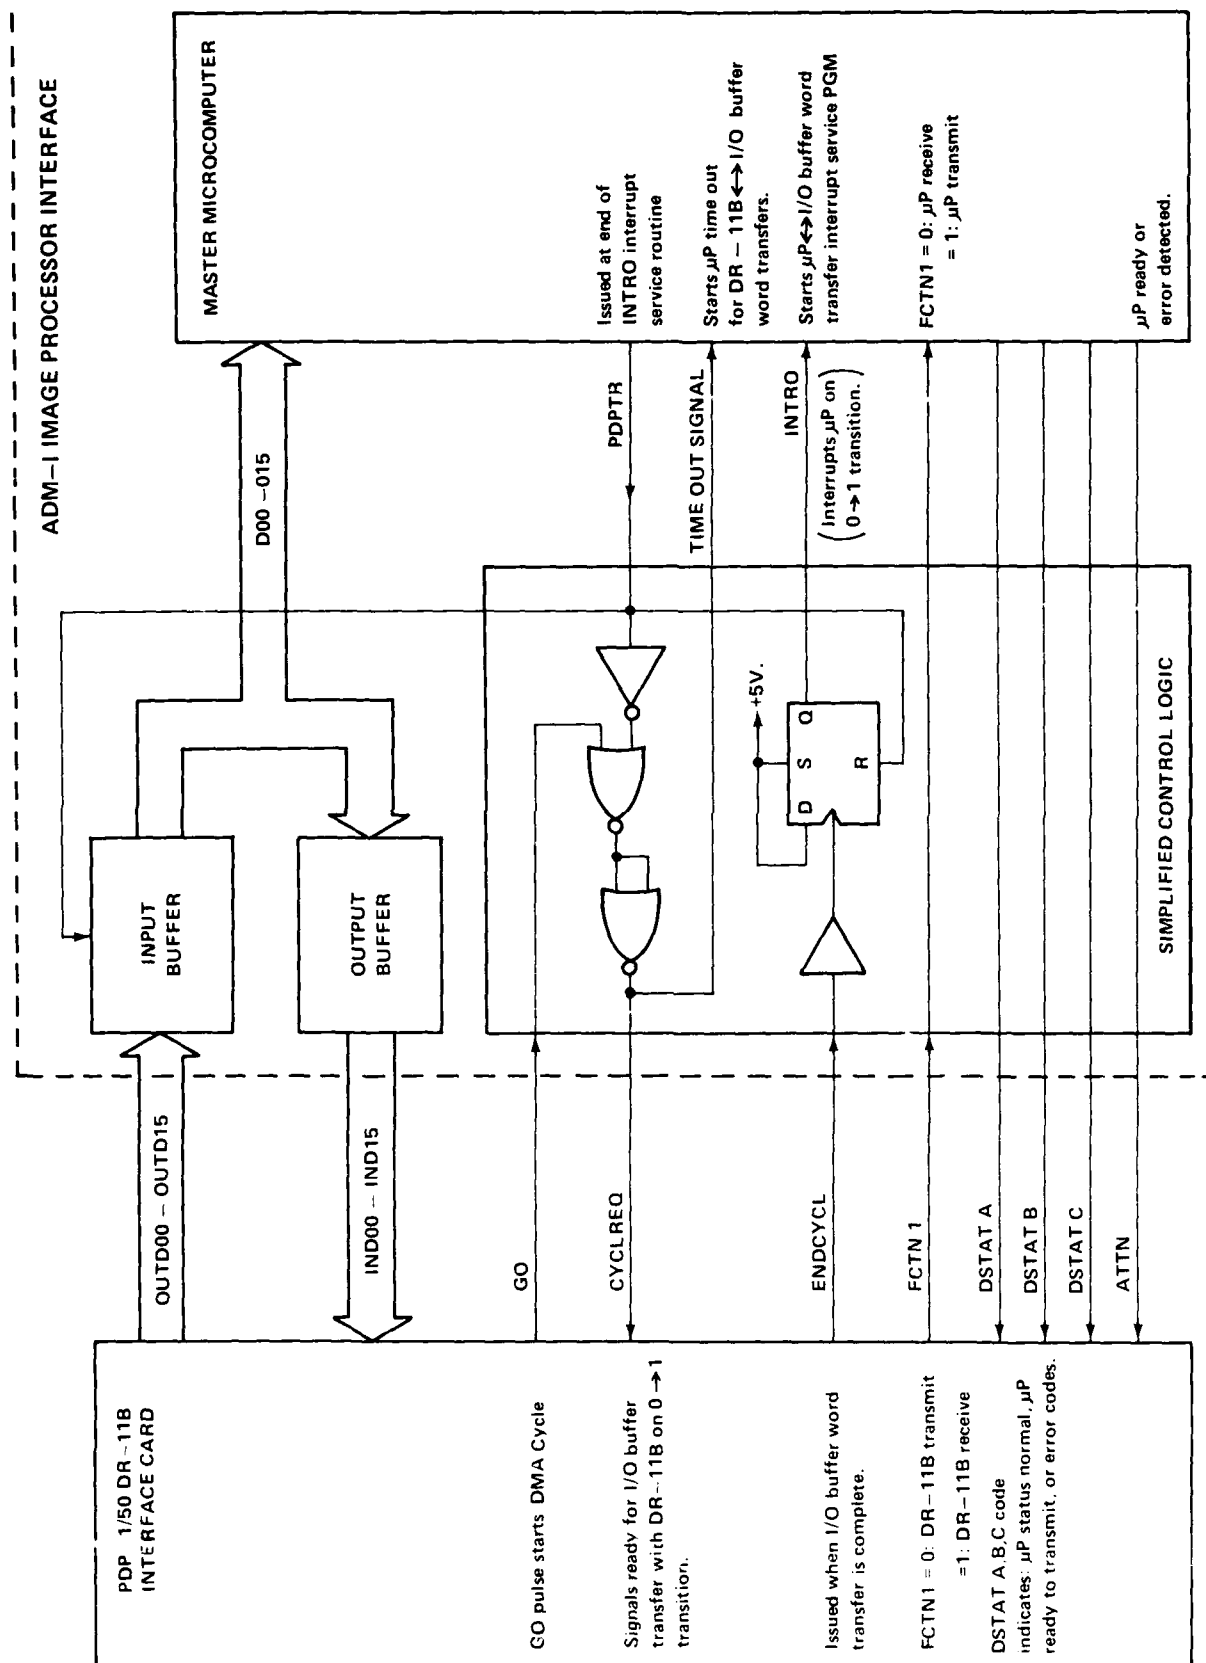 ADM-I IMAGE PROCESSOR INTERFACE
PDP 1/50 DR-11B
INTERFACE CARD
OUTD00 - OUTD15
IND00 - IND15
INPUT
BUFFER
OUTPUT
BUFFER
D00 -015
MASTER MICROCOMPUTER
GO pulse starts DMA Cycle
GO
Signals ready for I/O buffer
transfer with DR-11B on 0→1
transition.
CYCLREQ
PDPTR
Issued at end of
INTRO interrupt
service routine
TIME OUT SIGNAL
Starts µP time out
for DR - 11B↔I/O buffer
word transfers.
Issued when I/O buffer word
transfer is complete.
ENDCYCL
+5V.
D S Q
R
INTRO
(Interrupts µP on
0→1 transition.)
Starts µP↔I/O buffer word
transfer interrupt service PGM
FCTN1 = 0: DR-11B transmit
=1: DR-11B receive
FCTN 1
FCTN1 = 0: µP receive
= 1: µP transmit
DSTAT A,B,C code
indicates: µP status normal, µP
ready to transmit, or error codes.
DSTAT A
DSTAT B
DSTAT C
ATTN
µP ready or
error detected.
SIMPLIFIED CONTROL LOGIC